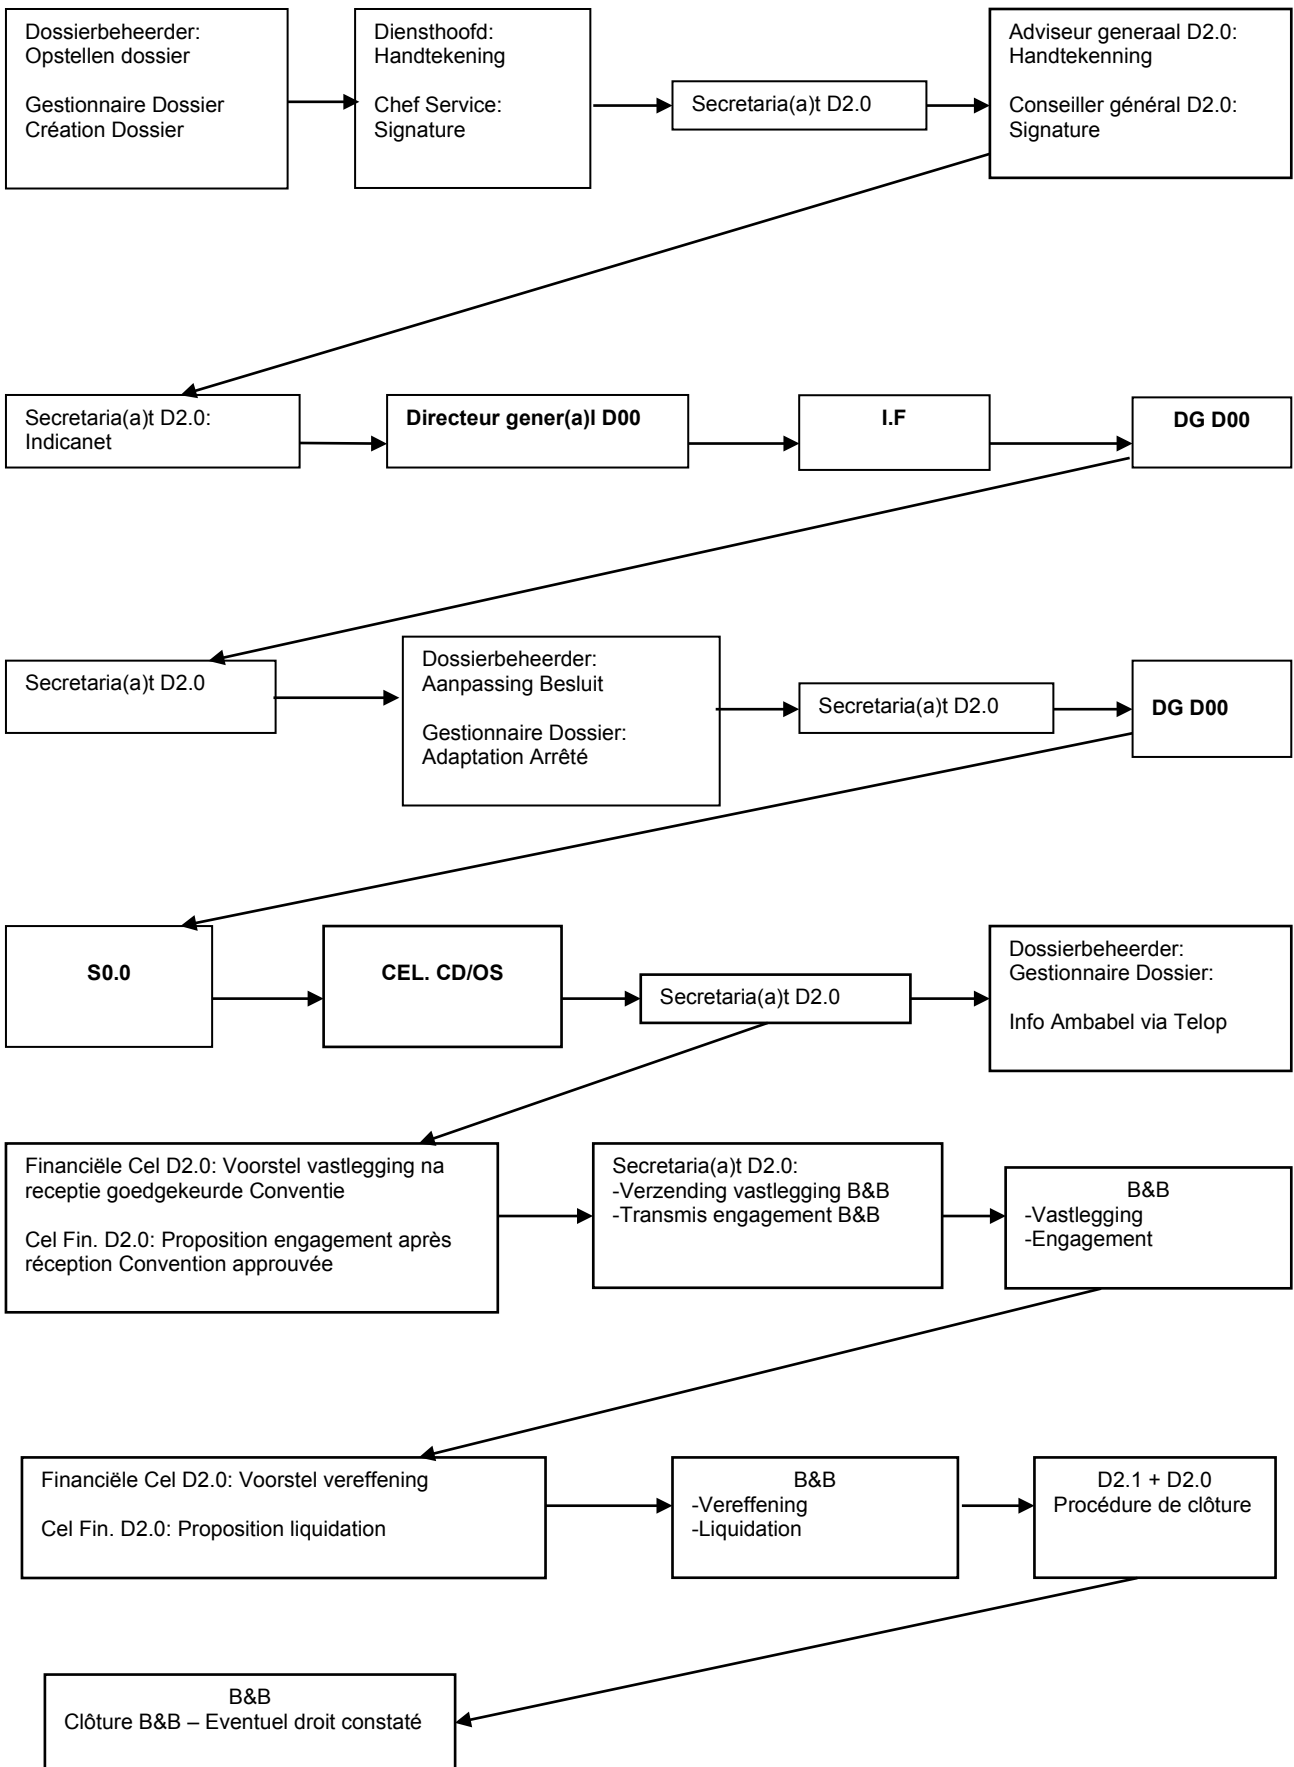 Dossierbeheerder:
Opstellen dossier
Gestionnaire Dossier
Création Dossier
Diensthoofd:
Handtekening
Chef Service:
Signature
Secretaria(a)t D2.0
Adviseur generaal D2.0:
Handtekenning
Conseiller général D2.0:
Signature
Secretaria(a)t D2.0:
Indicanet
Directeur gener(a)l D00
I.F
DG D00
Secretaria(a)t D2.0
Dossierbeheerder:
Aanpassing Besluit
Gestionnaire Dossier:
Adaptation Arrêté
Secretaria(a)t D2.0
DG D00
S0.0
CEL. CD/OS
Secretaria(a)t D2.0
Dossierbeheerder:
Gestionnaire Dossier:
Info Ambabel via Telop
Financiële Cel D2.0: Voorstel vastlegging na
receptie goedgekeurde Conventie
Cel Fin. D2.0: Proposition engagement après
réception Convention approuvée
Secretaria(a)t D2.0:
-Verzending vastlegging B&B
-Transmis engagement B&B
B&B
-Vastlegging
-Engagement
Financiële Cel D2.0: Voorstel vereffening
Cel Fin. D2.0: Proposition liquidation
B&B
-Vereffening
-Liquidation
D2.1 + D2.0
Procédure de clôture
B&B
Clôture B&B – Eventuel droit constaté